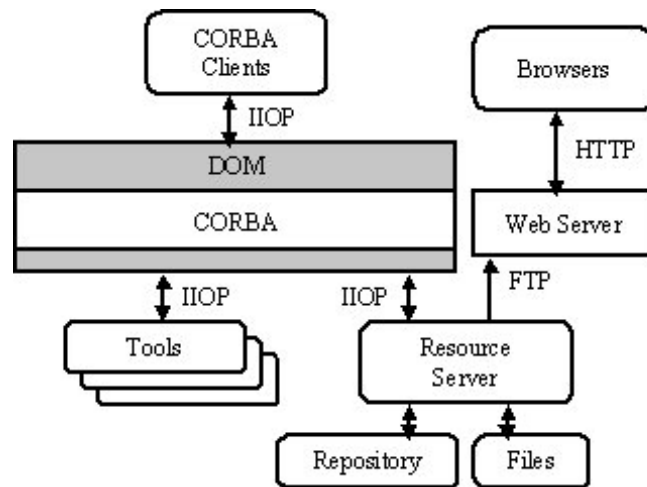 CORBA
Clients
Browsers
IIOP
HTTP
DOM
CORBA
Web Server
IIOP
IIOP
FTP
Tools
Resource
Server
Repository
Files